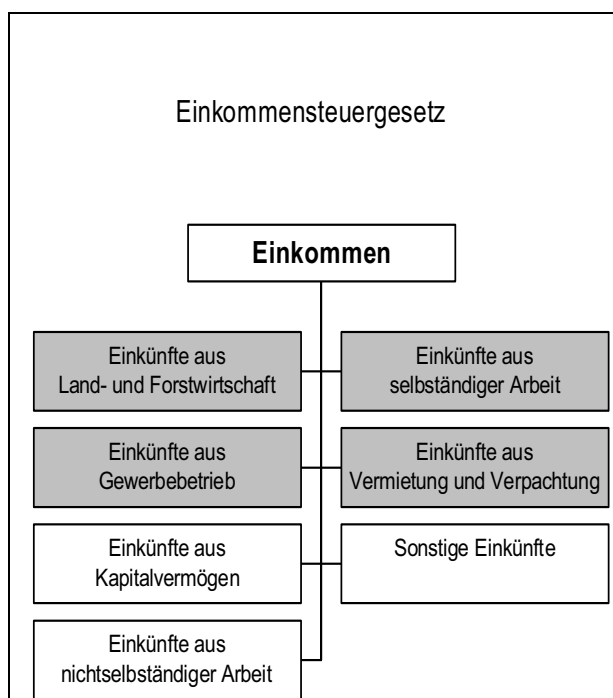 Einkommensteuergesetz
Einkommen
Einkünfte aus
Land- und Forstwirtschaft
Einkünfte aus
selbständiger Arbeit
Einkünfte aus
Gewerbebetrieb
Einkünfte aus
Vermietung und Verpachtung
Einkünfte aus
Kapitalvermögen
Sonstige Einkünfte
Einkünfte aus
nichtselbständiger Arbeit